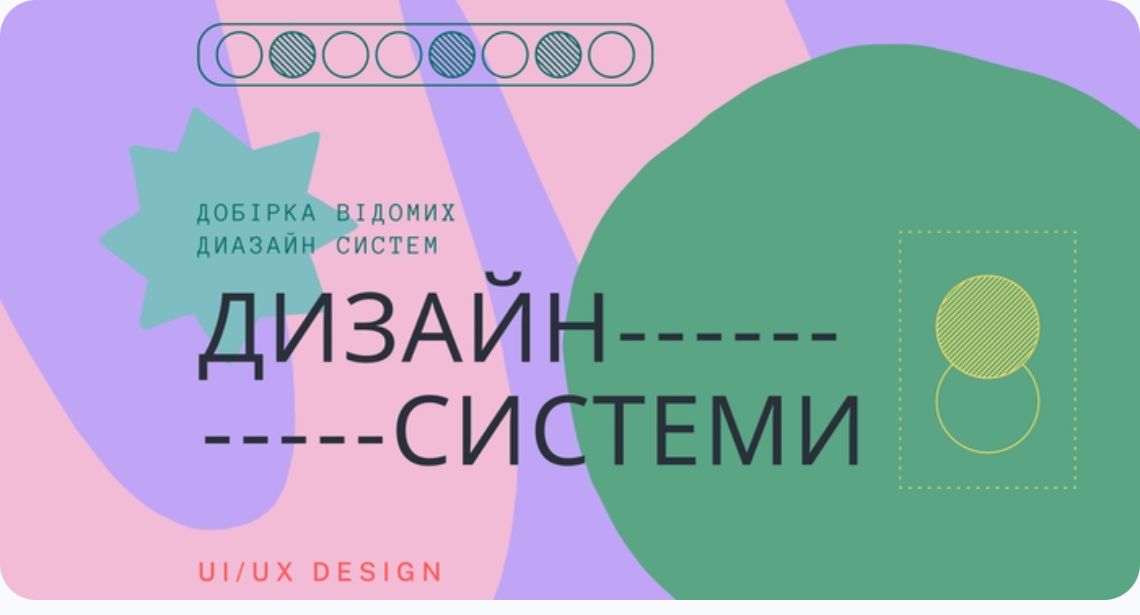 ДОБІРКА ВІДОМИХ
ДИАЗАЙН СИСТЕМ
ДИЗАЙН------
-----СИСТЕМИ
UI/UX DESIGN